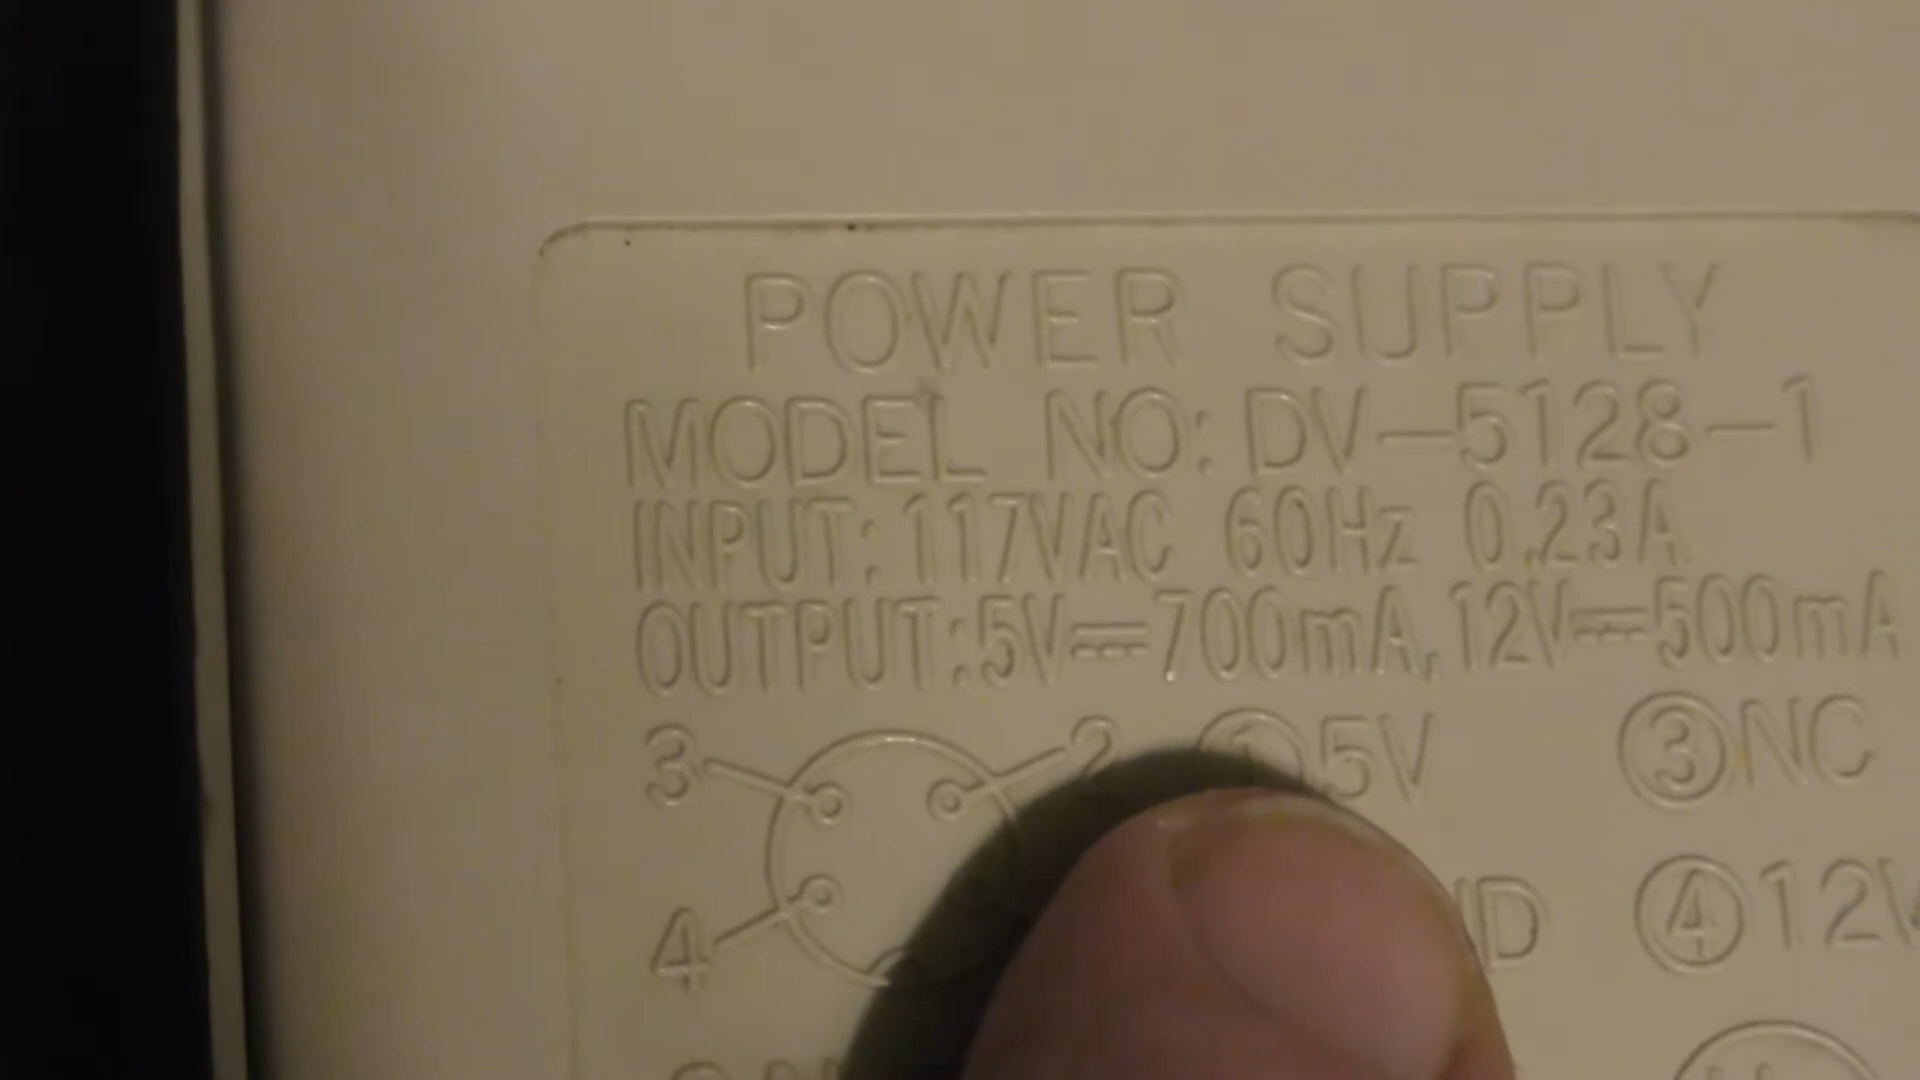 POWER SUPPLY
MODEL NO: DV-5128-1
INPUT: 117VAC 60Hz 0.23A
OUTPUT: 5V⎓700mA, 12V⎓500mA
3 2 ① 5V ③ NC
4 ④ 12V